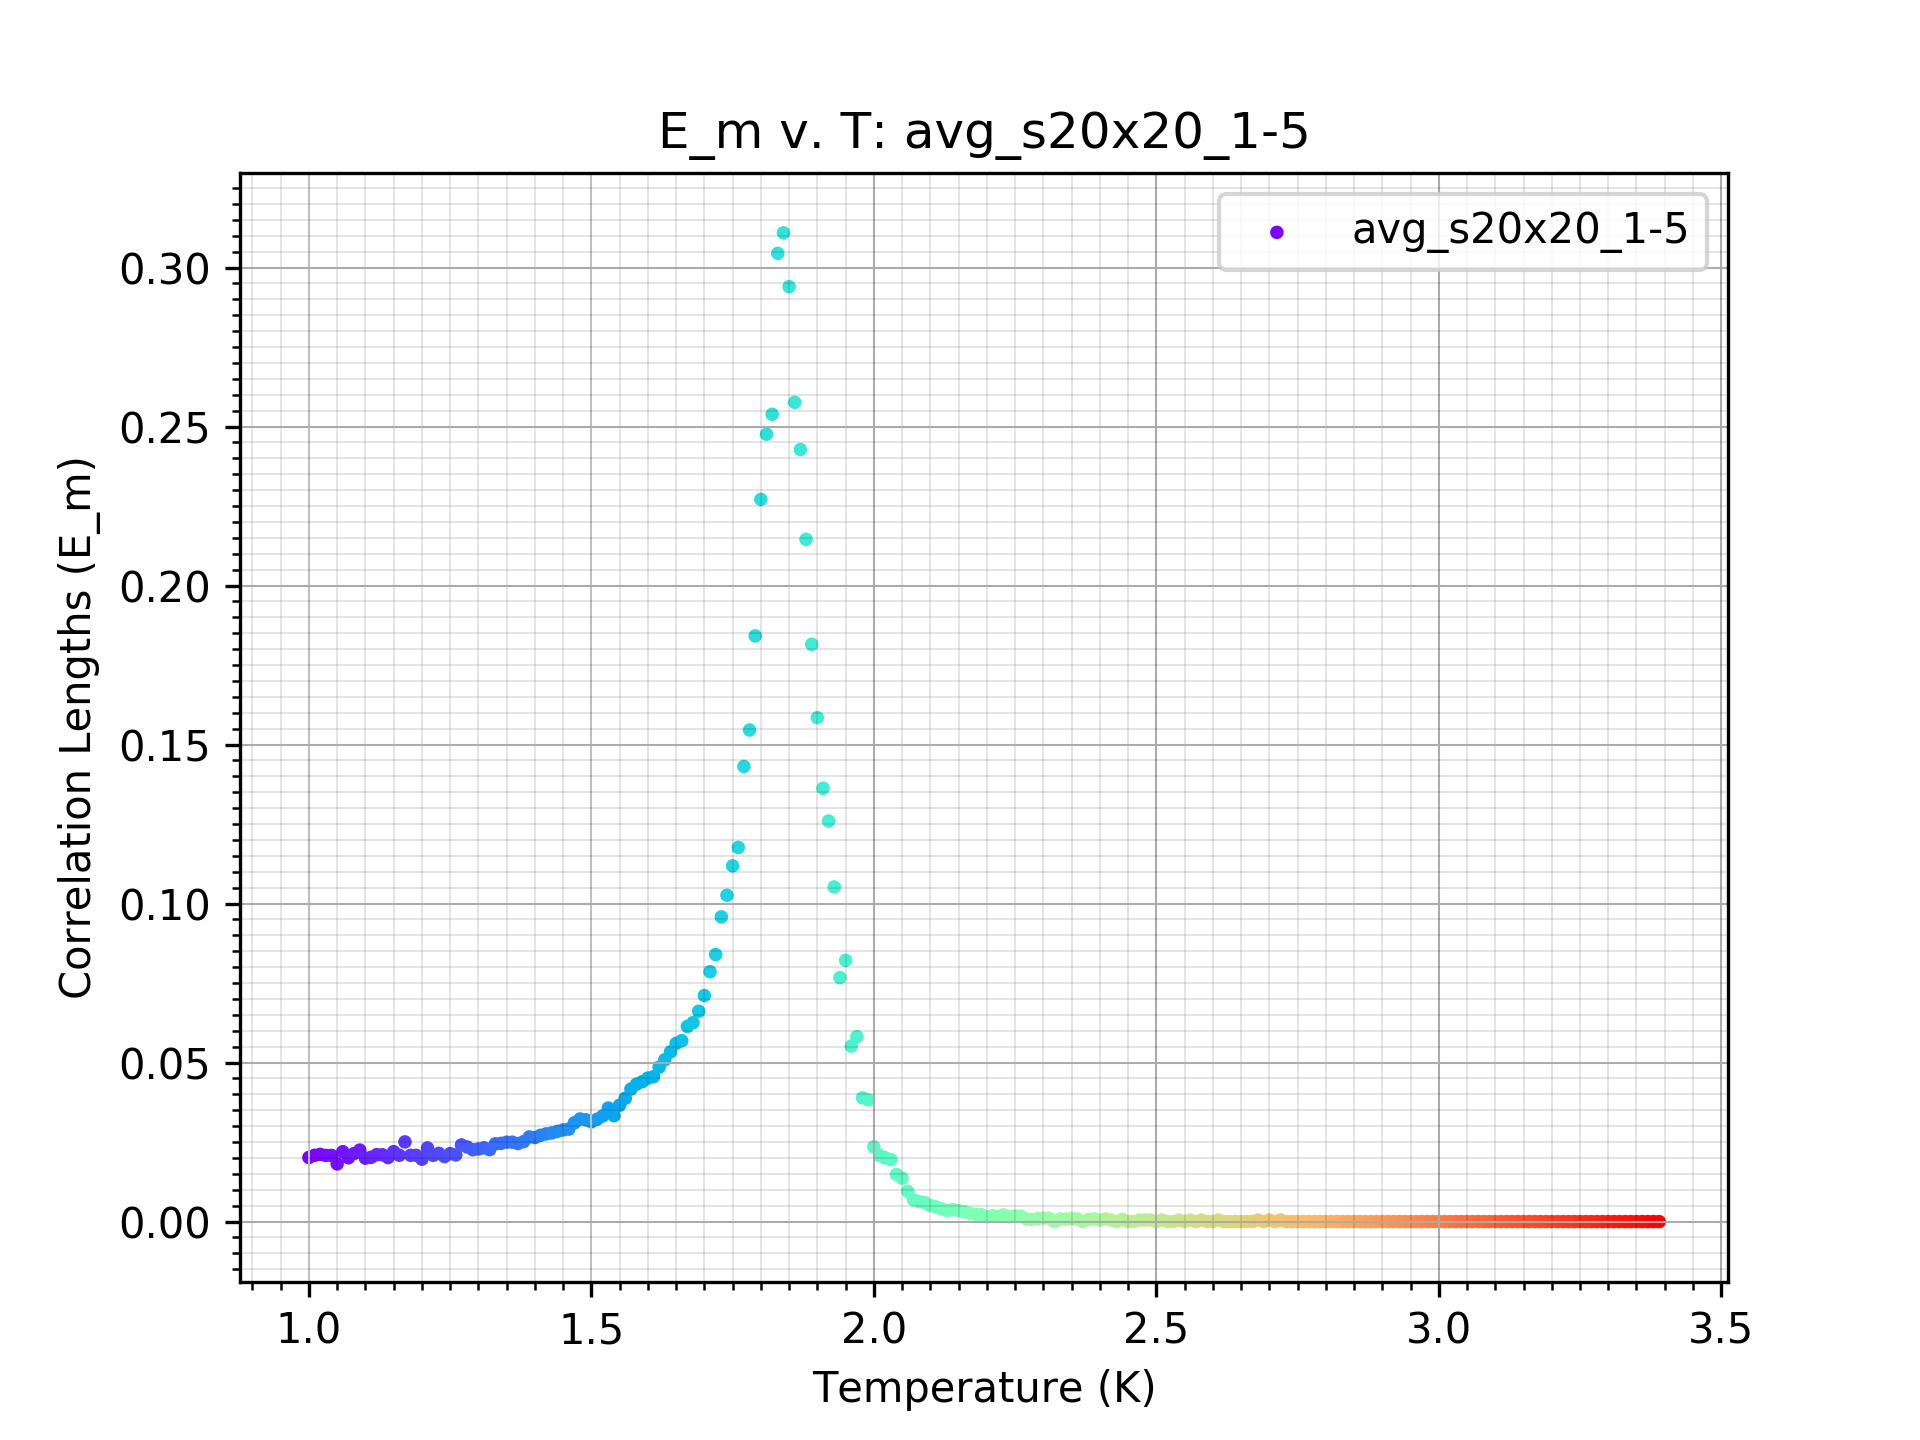 E_m v. T: avg_s20x20_1-5
avg_s20x20_1-5
Correlation Lengths (E_m)
0.30
0.25
0.20
0.15
0.10
0.05
0.00
1.0 1.5 2.0 2.5 3.0 3.5
Temperature (K)